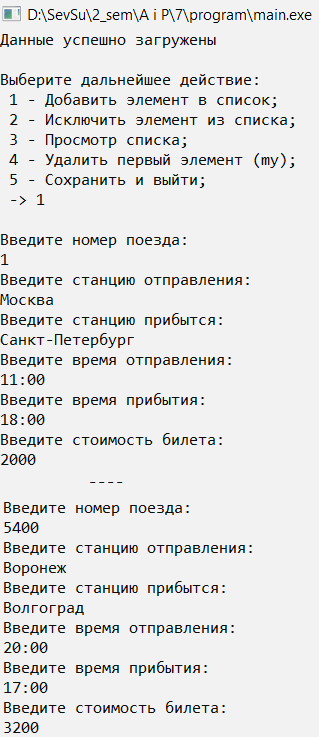 D:\SevSu\2_sem\A i P\7\program\main.exe
Данные успешно загружены
Выберите дальнейшее действие:
1 - Добавить элемент в список;
2 - Исключить элемент из списка;
3 - Просмотр списка;
4 - Удалить первый элемент (my);
5 - Сохранить и выйти;
-> 1
Введите номер поезда:
1
Введите станцию отправления:
Москва
Введите станцию прибытся:
Санкт-Петербург
Введите время отправления:
11:00
Введите время прибытия:
18:00
Введите стоимость билета:
2000
----
Введите номер поезда:
5400
Введите станцию отправления:
Воронеж
Введите станцию прибытся:
Волгоград
Введите время отправления:
20:00
Введите время прибытия:
17:00
Введите стоимость билета:
3200